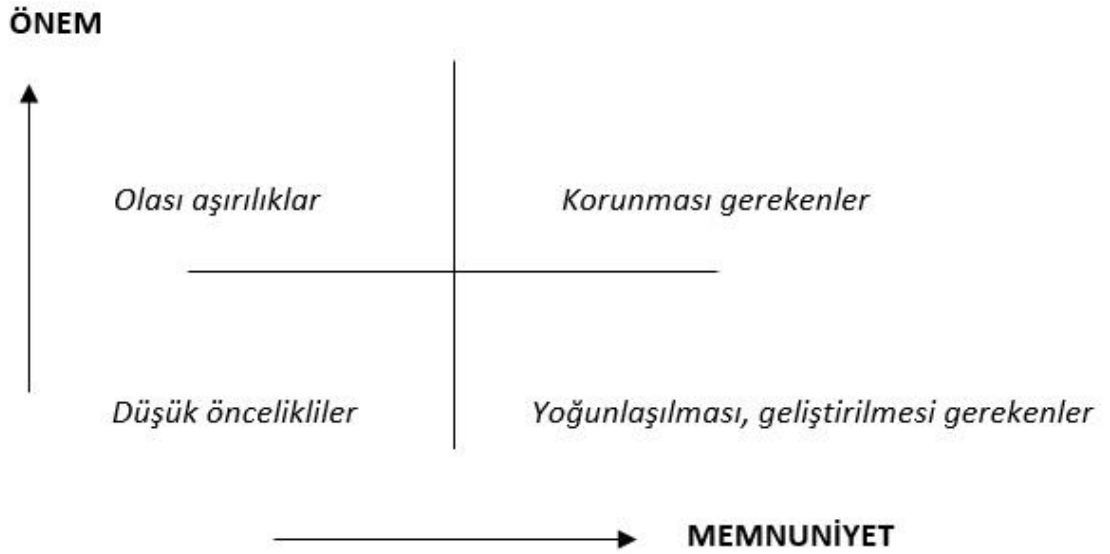 ÖNEM
Olası aşırılıklar
Korunması gerekenler
Düşük öncelikliler
Yoğunlaşılması, geliştirilmesi gerekenler
MEMNUNİYET